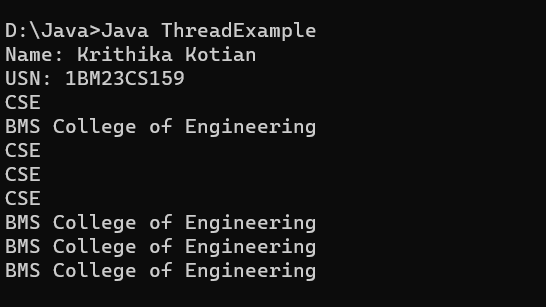 D:\Java>Java ThreadExample
Name: Krithika Kotian
USN: 1BM23CS159
CSE
BMS College of Engineering
CSE
CSE
CSE
BMS College of Engineering
BMS College of Engineering
BMS College of Engineering